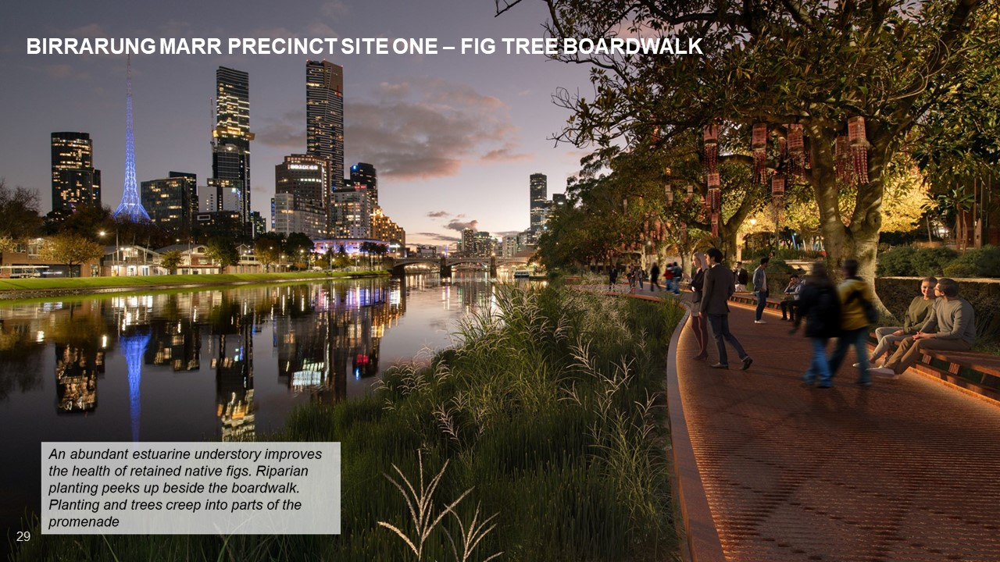 BIRRARUNG MARR PRECINCT SITE ONE – FIG TREE BOARDWALK
An abundant estuarine understory improves
the health of retained native figs. Riparian
planting peeks up beside the boardwalk.
Planting and trees creep into parts of the
promenade
29